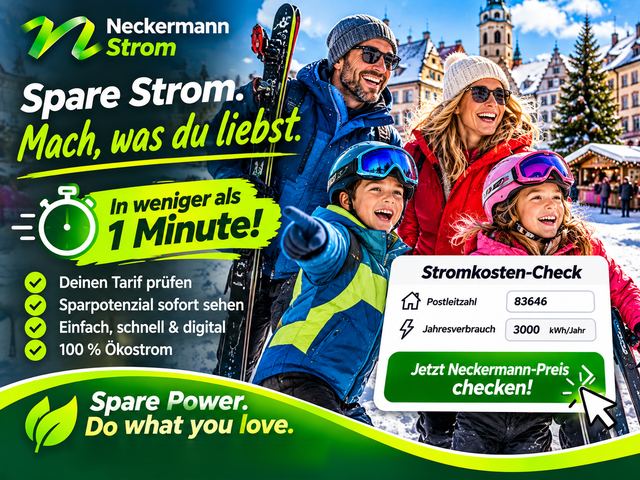 Neckermann
Strom
Spare Strom.
Mach, was du liebst.
In weniger als
1 Minute!
Deinen Tarif prüfen
Sparpotenzial sofort sehen
Einfach, schnell & digital
100 % Ökostrom
Stromkosten-Check
Postleitzahl 83646
Jahresverbrauch 3000 kWh/Jahr
Jetzt Neckermann-Preis
checken!
Spare Power.
Do what you love.